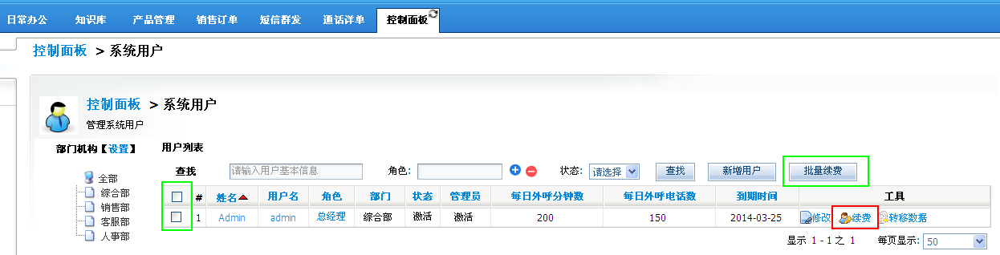 日常办公 知识库 产品管理 销售订单 短信群发 通话详单 控制面板
控制面板 > 系统用户
控制面板 > 系统用户
管理系统用户
部门机构【设置】 用户列表
查找 请输入用户基本信息 角色: 状态: 请选择 查找 新增用户 批量续费
全部
综合部
销售部
客服部
人事部
# 姓名 用户名 角色 部门 状态 管理员 每日外呼分钟数 每日外呼电话数 到期时间 工具
1 Admin admin 总经理 综合部 激活 激活 200 150 2014-03-25 修改 续费 转移数据
显示 1 - 1 之 1 每页显示: 50